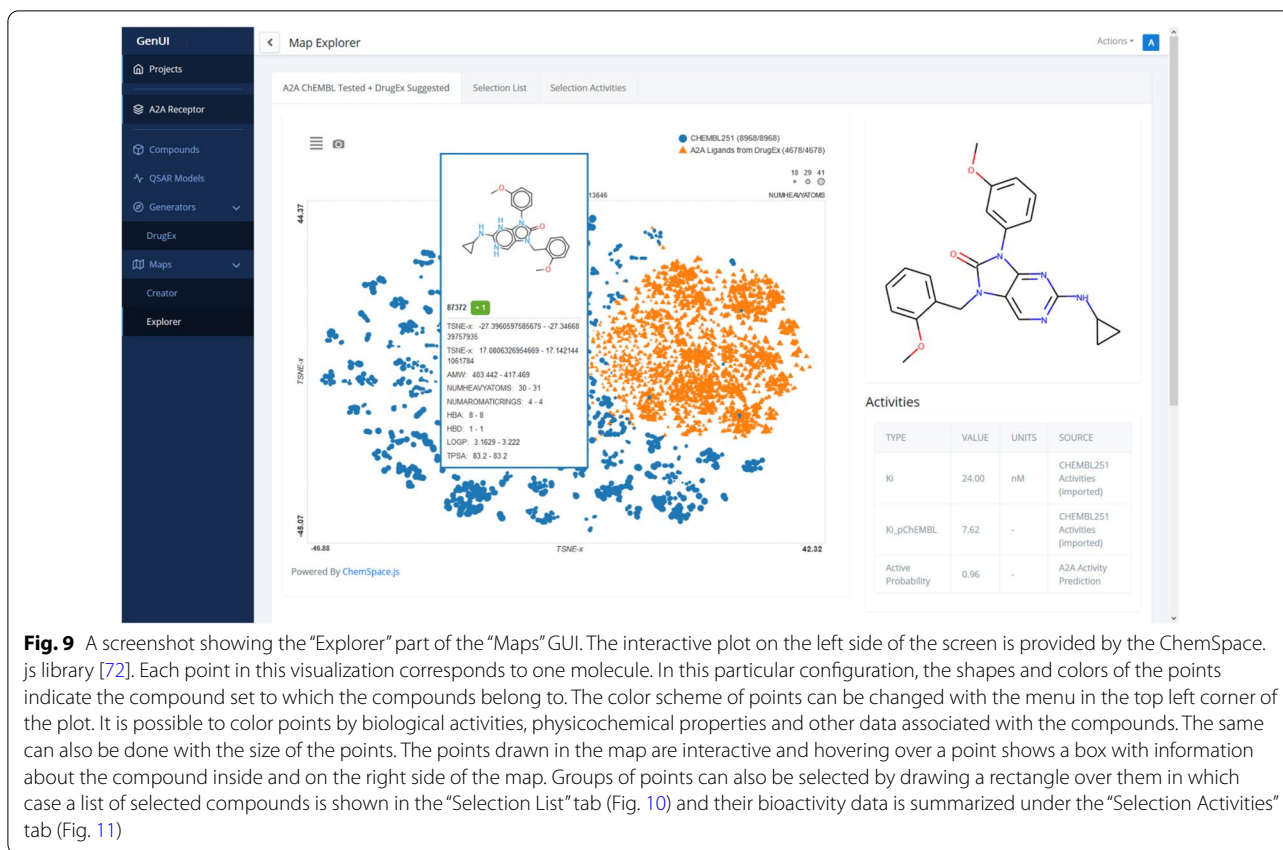 GenUI
Map Explorer
Actions
A
Projects
A2A Receptor
Compounds
QSAR Models
Generators
DrugEx
Maps
Creator
Explorer
A2A ChEMBL Tested + DrugEx Suggested
Selection List
Selection Activities
CHEMBL251 (8968/8968)
A2A Ligands from DrugEx (4678/4678)
18 29 41
NUMHEAVYATOMS
13646
44.37
TSNE-x
-45.07
-46.88
TSNE-x
42.32
O
N
H
N
N
O
H
N
N
N
H
O
87372 + 1
TSNE-x: -27.3960597585675 - -27.34668
39757935
TSNE-x: 17.0806326954669 - 17.142144
1061784
AMW: 403.442 - 417.469
NUMHEAVYATOMS: 30 - 31
NUMAROMATICRINGS: 4 - 4
HBA: 8 - 8
HBD: 1 - 1
LOGP: 3.1629 - 3.222
TPSA: 83.2 - 83.2
Powered By ChemSpace.js
O
O
N
N
N
NH
N
O
Activities
TYPE VALUE UNITS SOURCE
Ki 24.00 nM CHEMBL251
Activities
(imported)
Ki_pChEMBL 7.62 - CHEMBL251
Activities
(imported)
Active
Probability 0.96 - A2A Activity
Prediction
Fig. 9 A screenshot showing the “Explorer” part of the “Maps” GUI. The interactive plot on the left side of the screen is provided by the ChemSpace.
js library [72]. Each point in this visualization corresponds to one molecule. In this particular configuration, the shapes and colors of the points
indicate the compound set to which the compounds belong to. The color scheme of points can be changed with the menu in the top left corner of
the plot. It is possible to color points by biological activities, physicochemical properties and other data associated with the compounds. The same
can also be done with the size of the points. The points drawn in the map are interactive and hovering over a point shows a box with information
about the compound inside and on the right side of the map. Groups of points can also be selected by drawing a rectangle over them in which
case a list of selected compounds is shown in the “Selection List” tab (Fig. 10) and their bioactivity data is summarized under the “Selection Activities”
tab (Fig. 11)